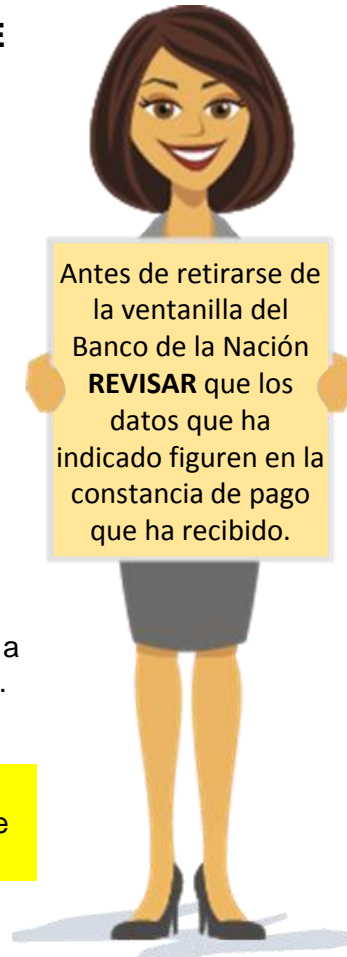 E
Antes de retirarse de
la ventanilla del
Banco de la Nación
REVISAR que los
datos que ha
indicado figuren en la
constancia de pago
que ha recibido.
a
.
e